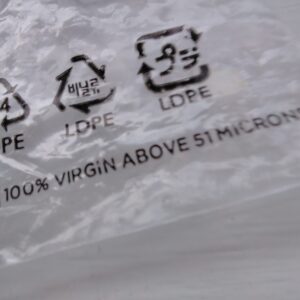 4 비닐류
PE LDPE LDPE
100% VIRGIN ABOVE 51 MICRON